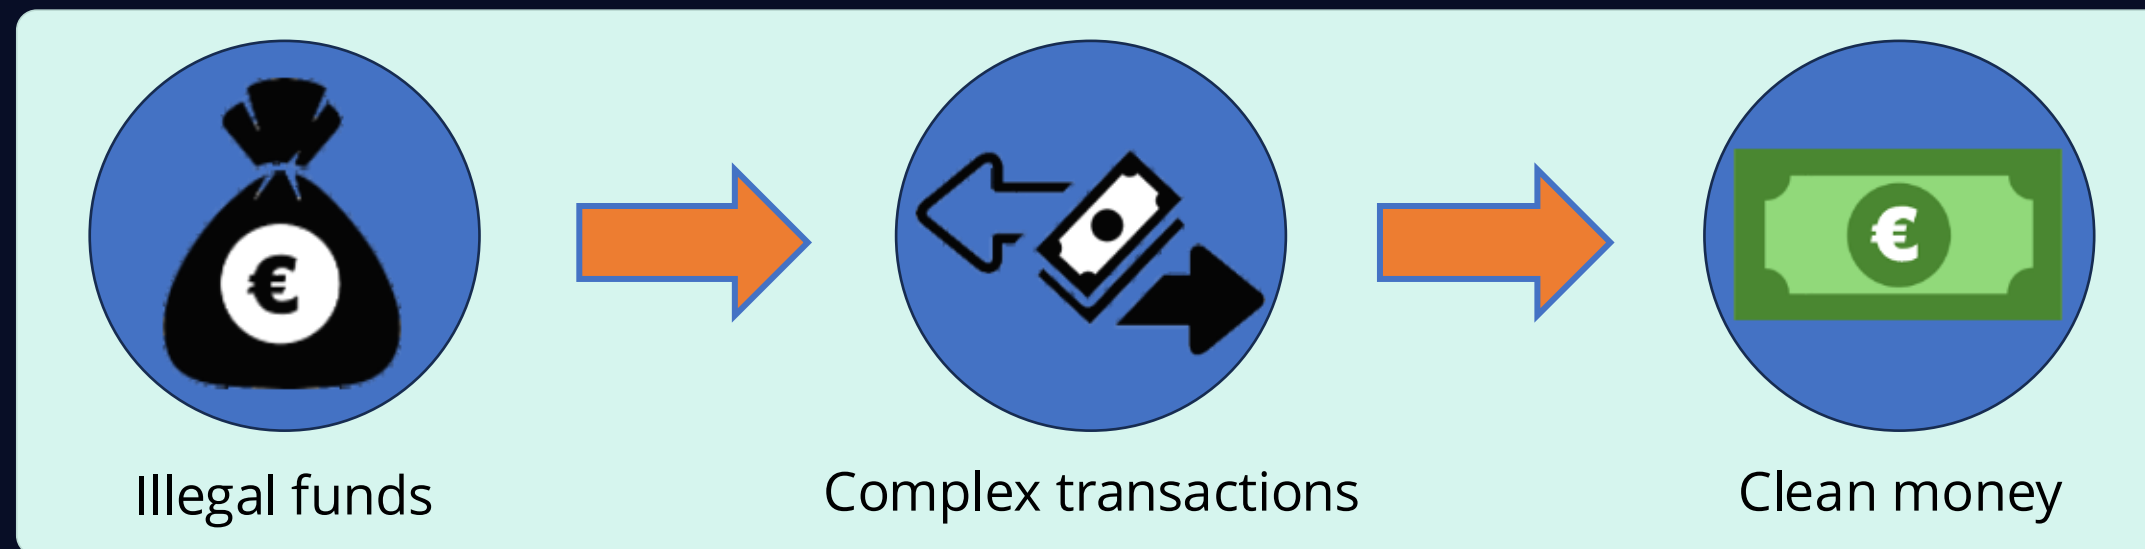 €
€
Illegal funds
Complex transactions
Clean money